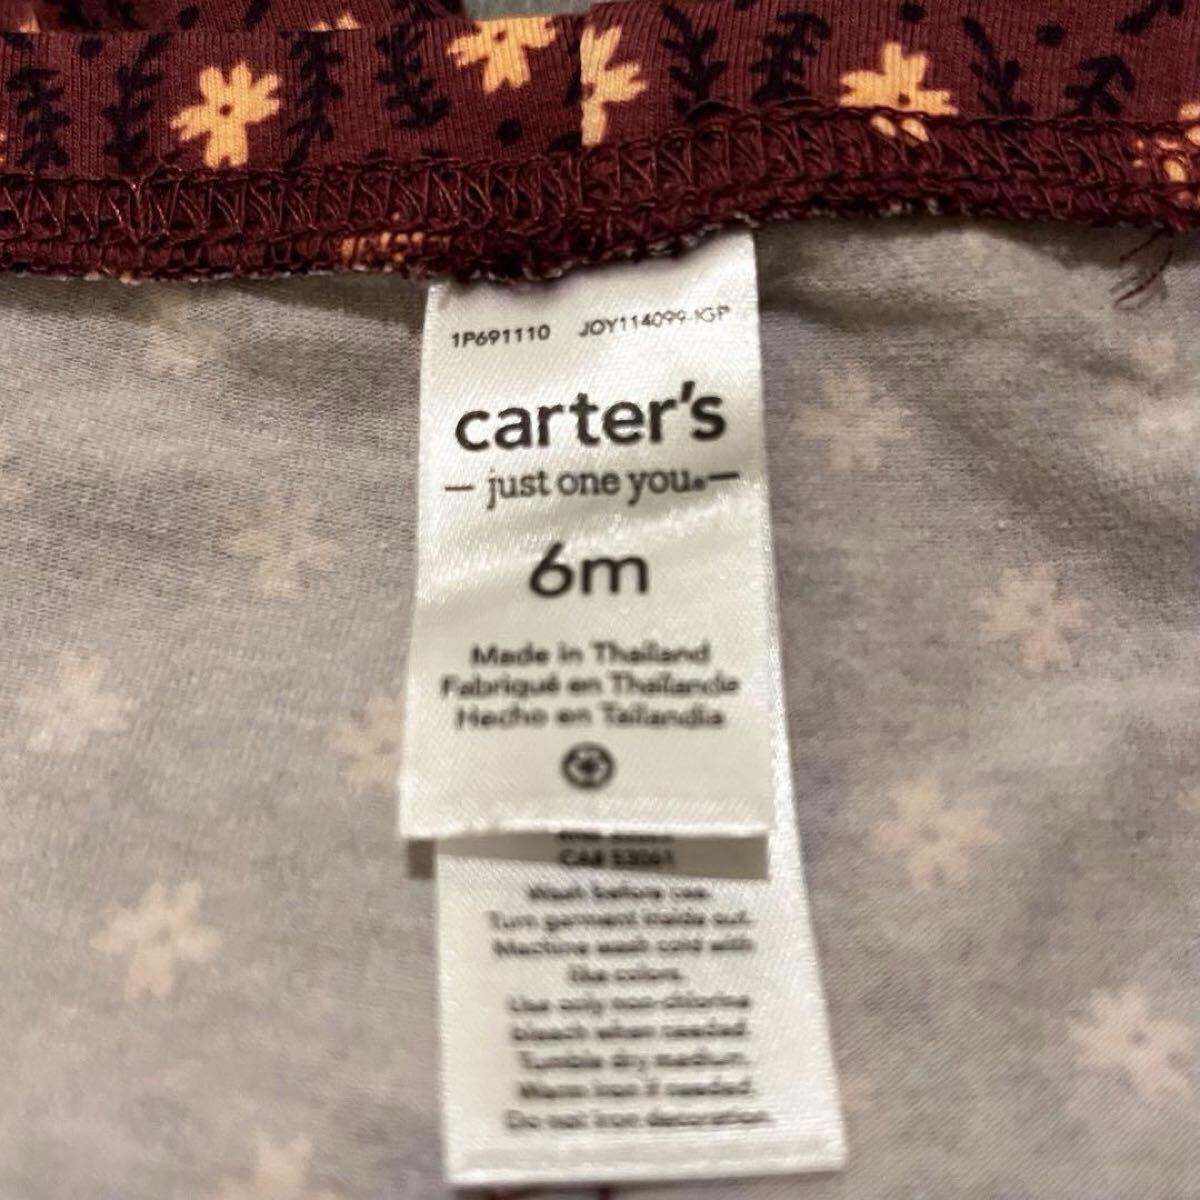 1P691110 JOY114099-IGP
carter's
just one you.
6m
Made in Thailand
Fabriqué en Thaïlande
Hecho en Tailandia
CA# 53061
Wash before use.
Turn garment inside out.
Machine wash cold with
like colors.
Use only non-chlorine
bleach when needed.
Tumble dry medium.
Warm iron if needed.
Do not iron decoration.